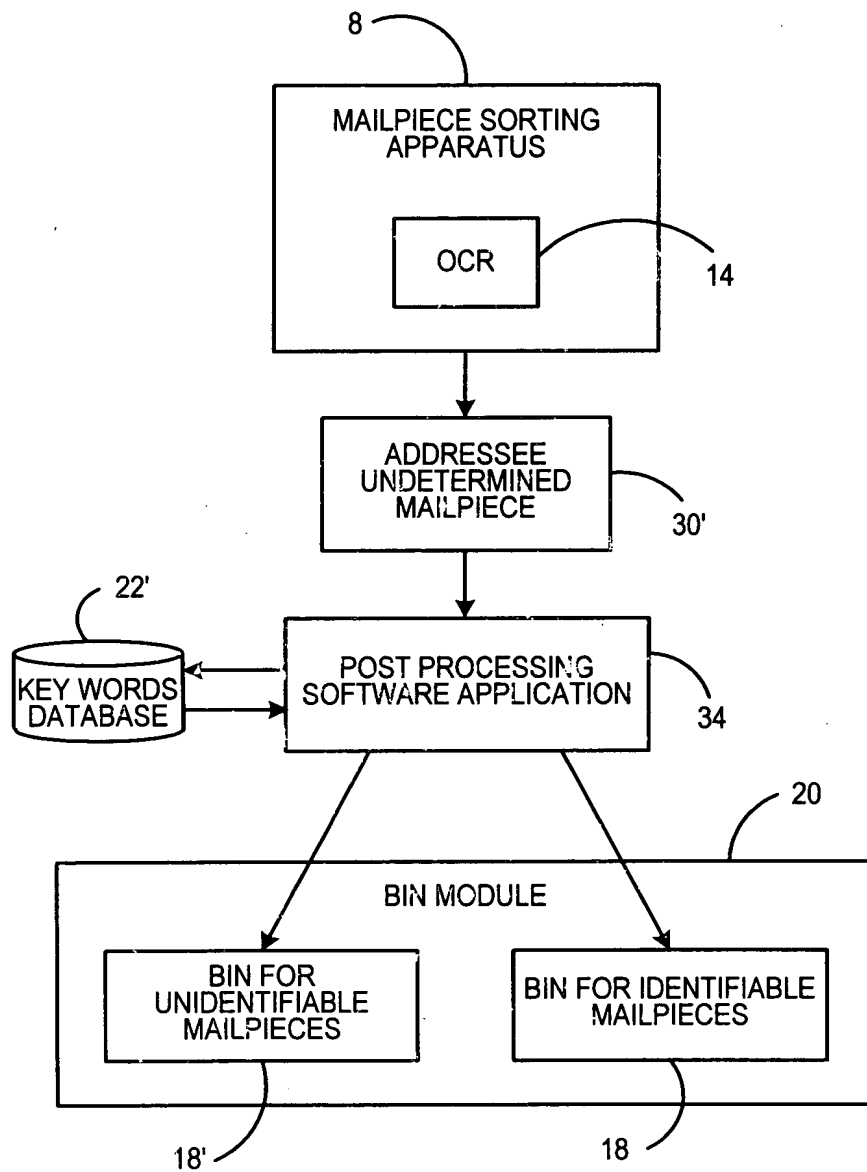 8
MAILPIECE SORTING
APPARATUS
OCR
14
ADDRESSEE
UNDETERMINED
MAILPIECE
30'
22'
KEY WORDS
DATABASE
POST PROCESSING
SOFTWARE APPLICATION
34
20
BIN MODULE
BIN FOR
UNIDENTIFIABLE
MAILPIECES
BIN FOR IDENTIFIABLE
MAILPIECES
18'
18